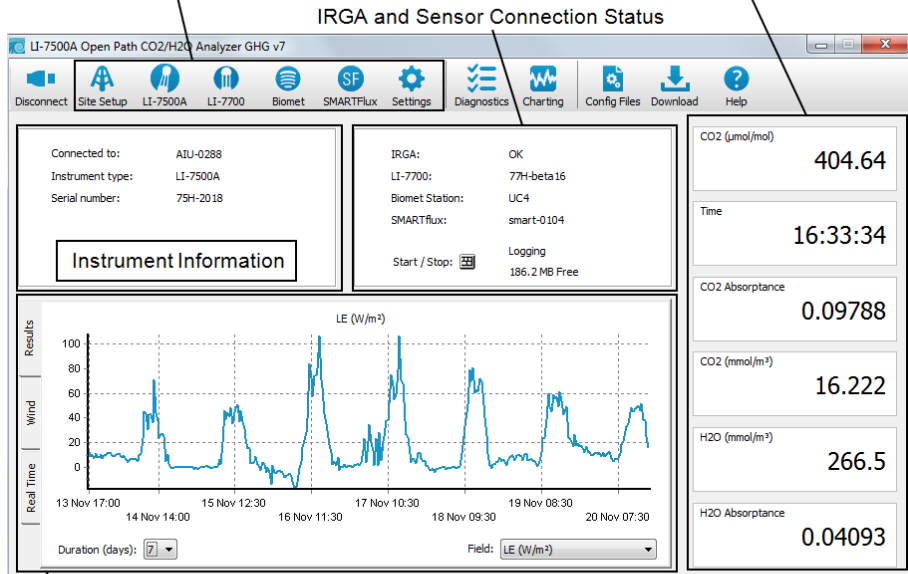 IRGA and Sensor Connection Status
LI-7500A Open Path CO2/H2O Analyzer GHG v7
Disconnect Site Setup LI-7500A LI-7700 Biomet SMARTFlux Settings Diagnostics Charting Config Files Download Help
SF
?
Connected to: AIU-0288
Instrument type: LI-7500A
Serial number: 75H-2018
Instrument Information
IRGA: OK
LI-7700: 77H-beta16
Biomet Station: UC4
SMARTflux: smart-0104
Start / Stop: Logging
186.2 MB Free
CO2 (μmol/mol)
404.64
Time
16:33:34
CO2 Absorptance
0.09788
CO2 (mmol/m³)
16.222
H2O (mmol/m³)
266.5
H2O Absorptance
0.04093
Results
Wind
Real Time
LE (W/m²)
100
80
60
40
20
0
13 Nov 17:00 15 Nov 12:30 17 Nov 10:30 19 Nov 08:30
14 Nov 14:00 16 Nov 11:30 18 Nov 09:30 20 Nov 07:30
Duration (days): 7 Field: LE (W/m²)